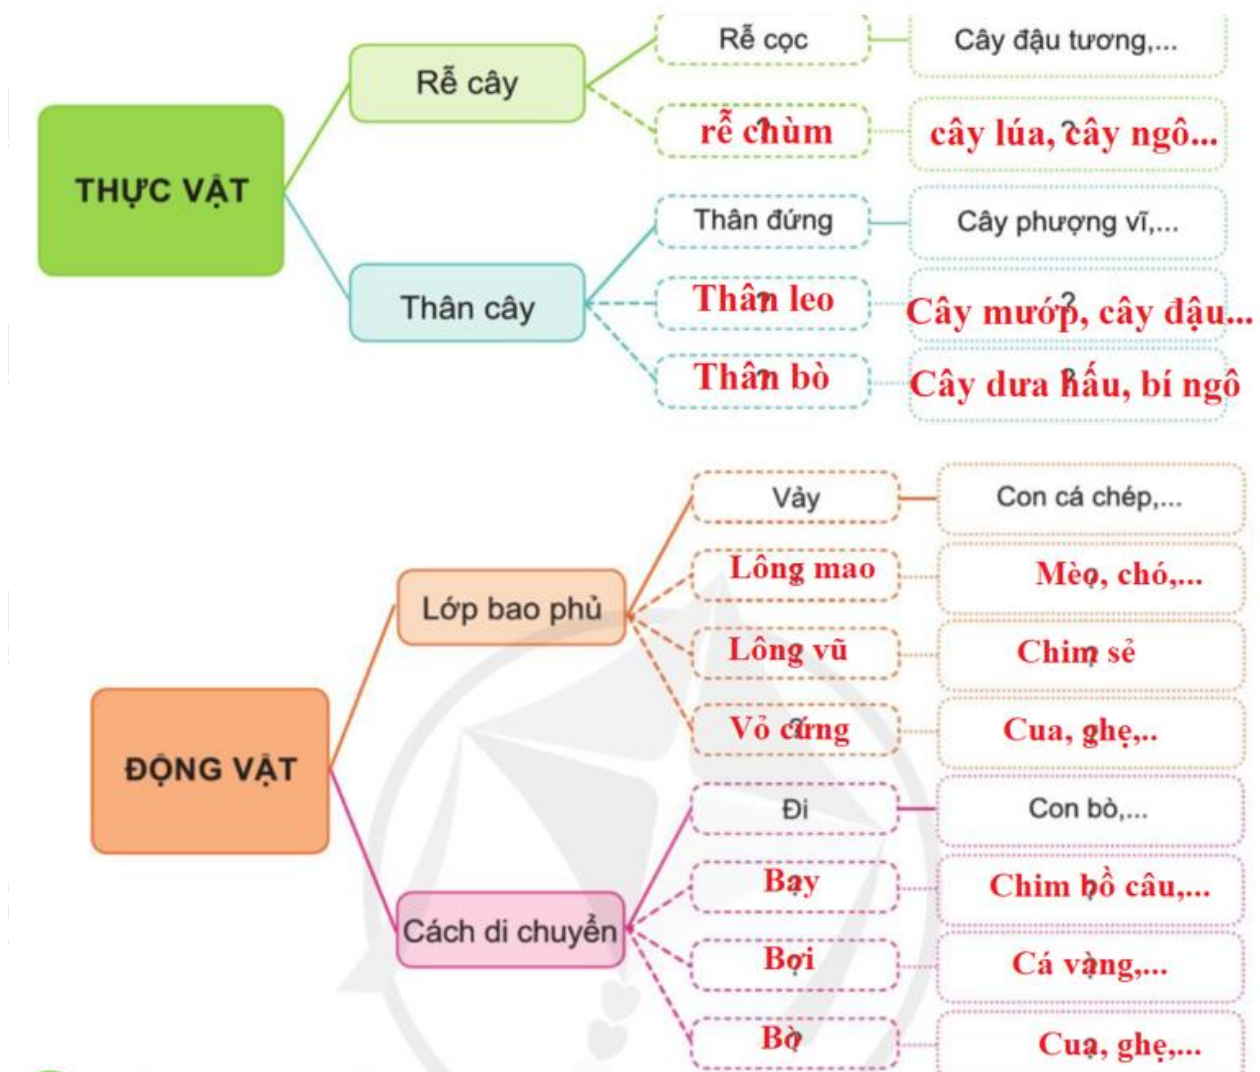 THỰC VẬT
Rễ cây
Rễ cọc
Cây đậu tương,...
rễ chùm
?
cây lúa, cây ngô...
?
Thân cây
Thân đứng
Cây phượng vĩ,...
Thân leo
?
Cây mướp, cây đậu...
?
Thân bò
?
Cây dưa hấu, bí ngô
?
ĐỘNG VẬT
Lớp bao phủ
Vảy
Con cá chép,...
Lông mao
?
Mèo, chó,...
?
Lông vũ
?
Chim sẻ
?
Vỏ cứng
?
Cua, ghẹ,..
?
Cách di chuyển
Đi
Con bò,...
Bay
?
Chim bồ câu,...
?
Bơi
?
Cá vàng,...
?
Bò
?
Cua, ghẹ,...
?